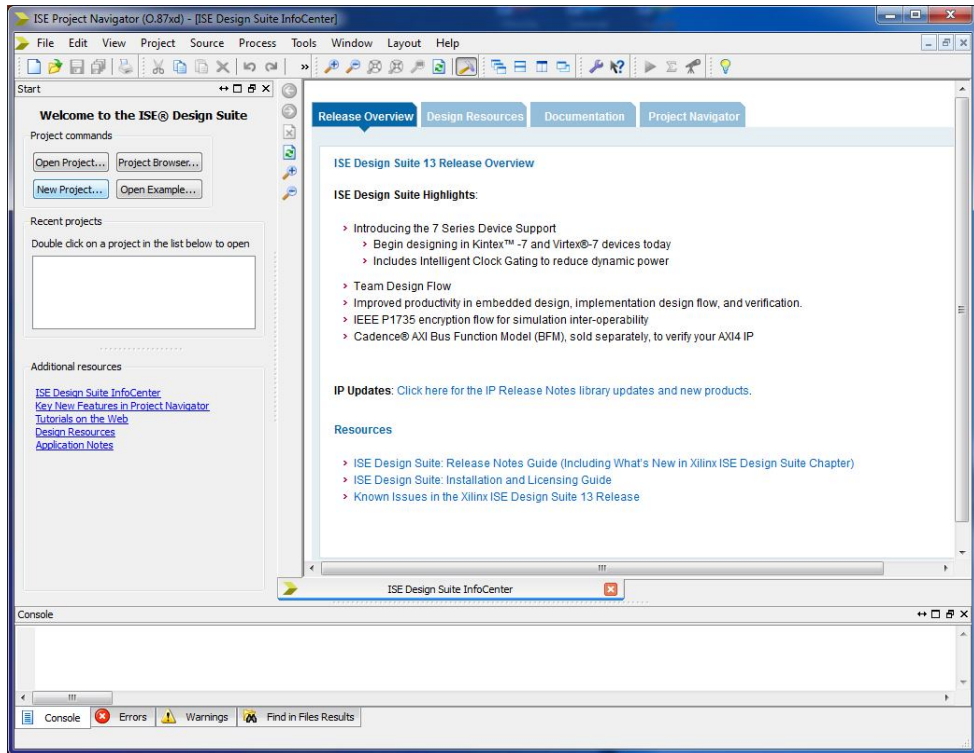 ISE Project Navigator (O.87xd) - [ISE Design Suite InfoCenter]
File Edit View Project Source Process Tools Window Layout Help
Start
Welcome to the ISE® Design Suite
Project commands
Open Project... Project Browser...
New Project... Open Example...
Recent projects
Double click on a project in the list below to open
Additional resources
ISE Design Suite InfoCenter
Key New Features in Project Navigator
Tutorials on the Web
Design Resources
Application Notes
Release Overview Design Resources Documentation Project Navigator
ISE Design Suite 13 Release Overview
ISE Design Suite Highlights:
Introducing the 7 Series Device Support
Begin designing in Kintex™ -7 and Virtex®-7 devices today
Includes Intelligent Clock Gating to reduce dynamic power
Team Design Flow
Improved productivity in embedded design, implementation design flow, and verification.
IEEE P1735 encryption flow for simulation inter-operability
Cadence® AXI Bus Function Model (BFM), sold separately, to verify your AXI4 IP
IP Updates: Click here for the IP Release Notes library updates and new products.
Resources
ISE Design Suite: Release Notes Guide (Including What's New in Xilinx ISE Design Suite Chapter)
ISE Design Suite: Installation and Licensing Guide
Known Issues in the Xilinx ISE Design Suite 13 Release
ISE Design Suite InfoCenter
Console
Console Errors Warnings Find in Files Results